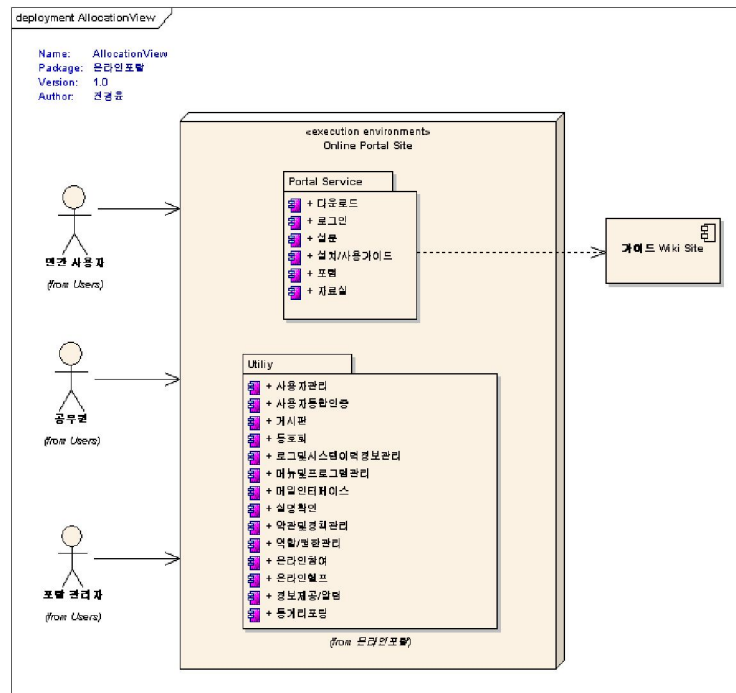 deployment AllocationView
Name: AllocationView
Package: 온라인포탈
Version: 1.0
Author:
«execution environment»
Online Portal Site
Portal Service
+ 다운로드
+ 로그인
+ 설문
+ 설치/사용가이드
+ 포럼
+ 자료실
가이드 Wiki Site
민간 사용자
(from Users)
Utiliy
+ 사용자관리
+ 사용자통합인증
+ 게시판
+ 동호회
+ 로그및시스템이력정보관리
+ 메뉴및프로그램관리
+ 메일인터페이스
+ 실명확인
+ 약관및정책관리
+ 역할/권한관리
+ 온라인참여
+ 온라인헬프
+ 정보제공/알림
+ 통계리포팅
(from 온라인포탈)
공무원
(from Users)
포탈 관리자
(from Users)